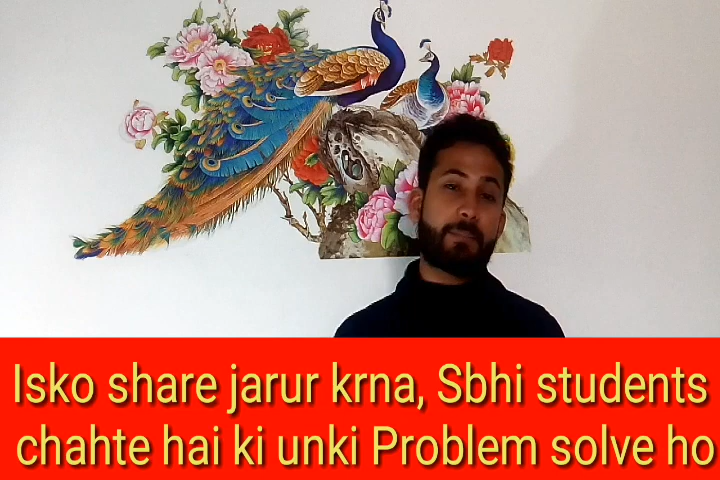 Isko share jarur krna, Sbhi students
chahte hai ki unki Problem solve ho